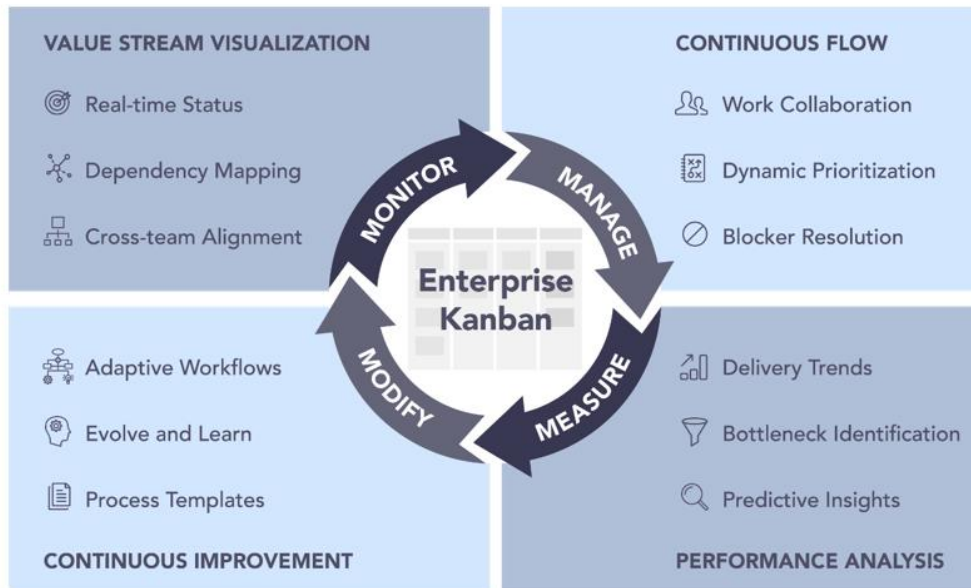 VALUE STREAM VISUALIZATION
Real-time Status
Dependency Mapping
Cross-team Alignment
CONTINUOUS FLOW
Work Collaboration
Dynamic Prioritization
Blocker Resolution
MONITOR
MANAGE
Enterprise
Kanban
MODIFY
MEASURE
Adaptive Workflows
Evolve and Learn
Process Templates
CONTINUOUS IMPROVEMENT
Delivery Trends
Bottleneck Identification
Predictive Insights
PERFORMANCE ANALYSIS